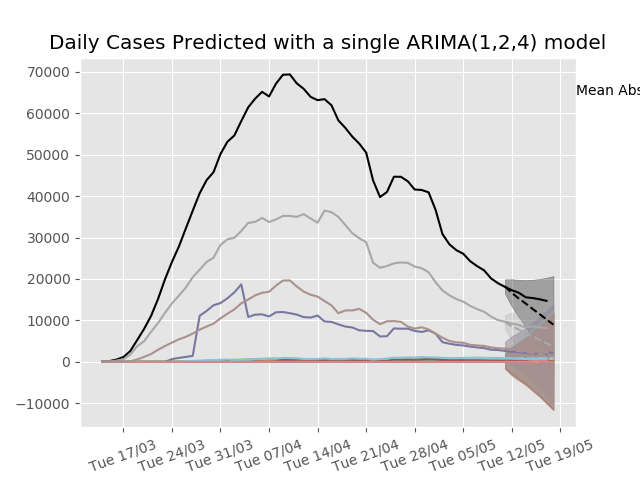 Daily Cases Predicted with a single ARIMA(1,2,4) model
70000
Mean Abs
60000
50000
40000
30000
20000
10000
0
−10000
Tue 17/03
Tue 24/03
Tue 31/03
Tue 07/04
Tue 14/04
Tue 21/04
Tue 28/04
Tue 05/05
Tue 12/05
Tue 19/05